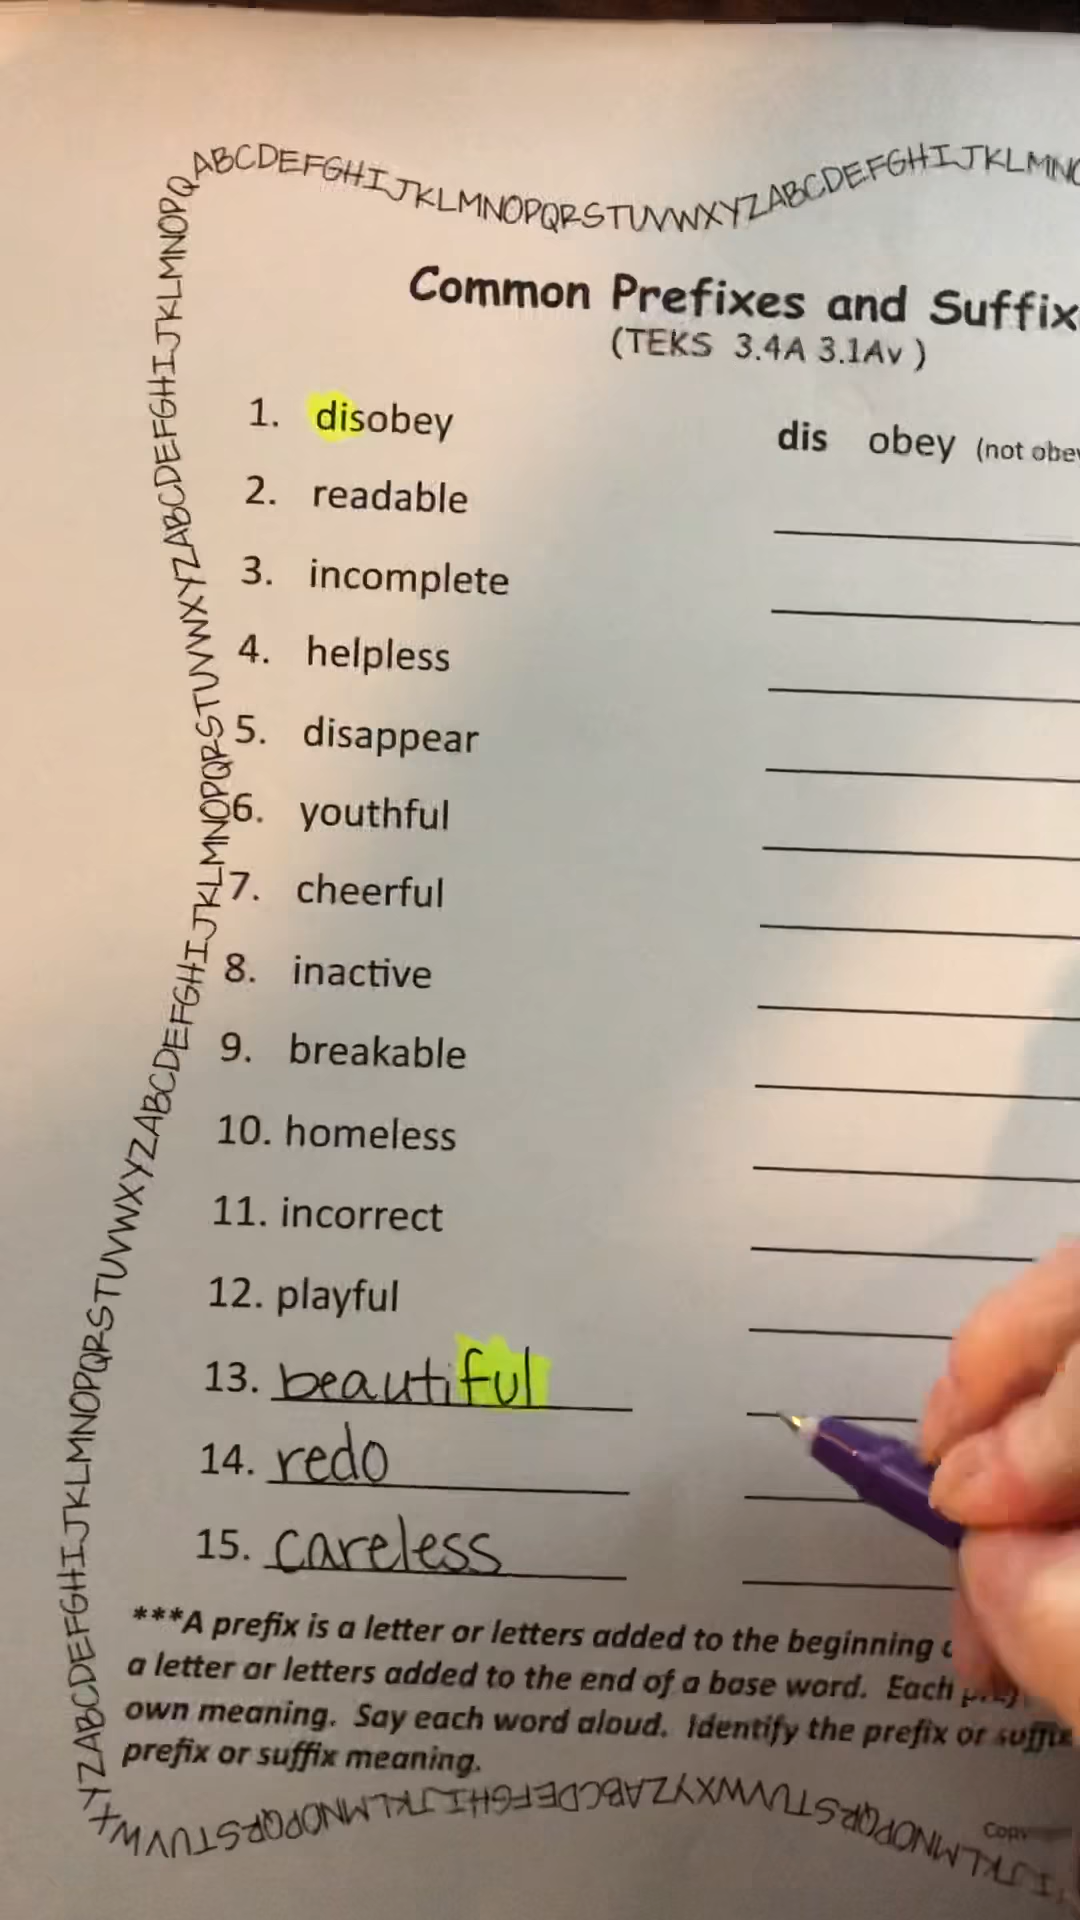 ABCDEFGHIJKLMNOPQRSTUVWXYZABCDEFGHIJKLMN
Common Prefixes and Suffix
(TEKS 3.4A 3.1Av )
1. disobey dis obey (not obey
2. readable
3. incomplete
4. helpless
5. disappear
6. youthful
7. cheerful
8. inactive
9. breakable
10. homeless
11. incorrect
12. playful
13. beautiful
14. redo
15. careless
***A prefix is a letter or letters added to the beginning
a letter or letters added to the end of a base word. Each
own meaning. Say each word aloud. Identify the prefix or suffix
prefix or suffix meaning.
VWXYZABCDEFGHIJKLMNOPQRSTUVWXYZABCDEFGHIJKLMNOPQRSTUVWXYZABCDEFGHIJKLMNOPQRSTUVWXYZABCDEFGHIJKLMNOPQ
IJKLMNOPQRSTUVWXYZABCDEFGHIJKLMNOPQRSTUVW